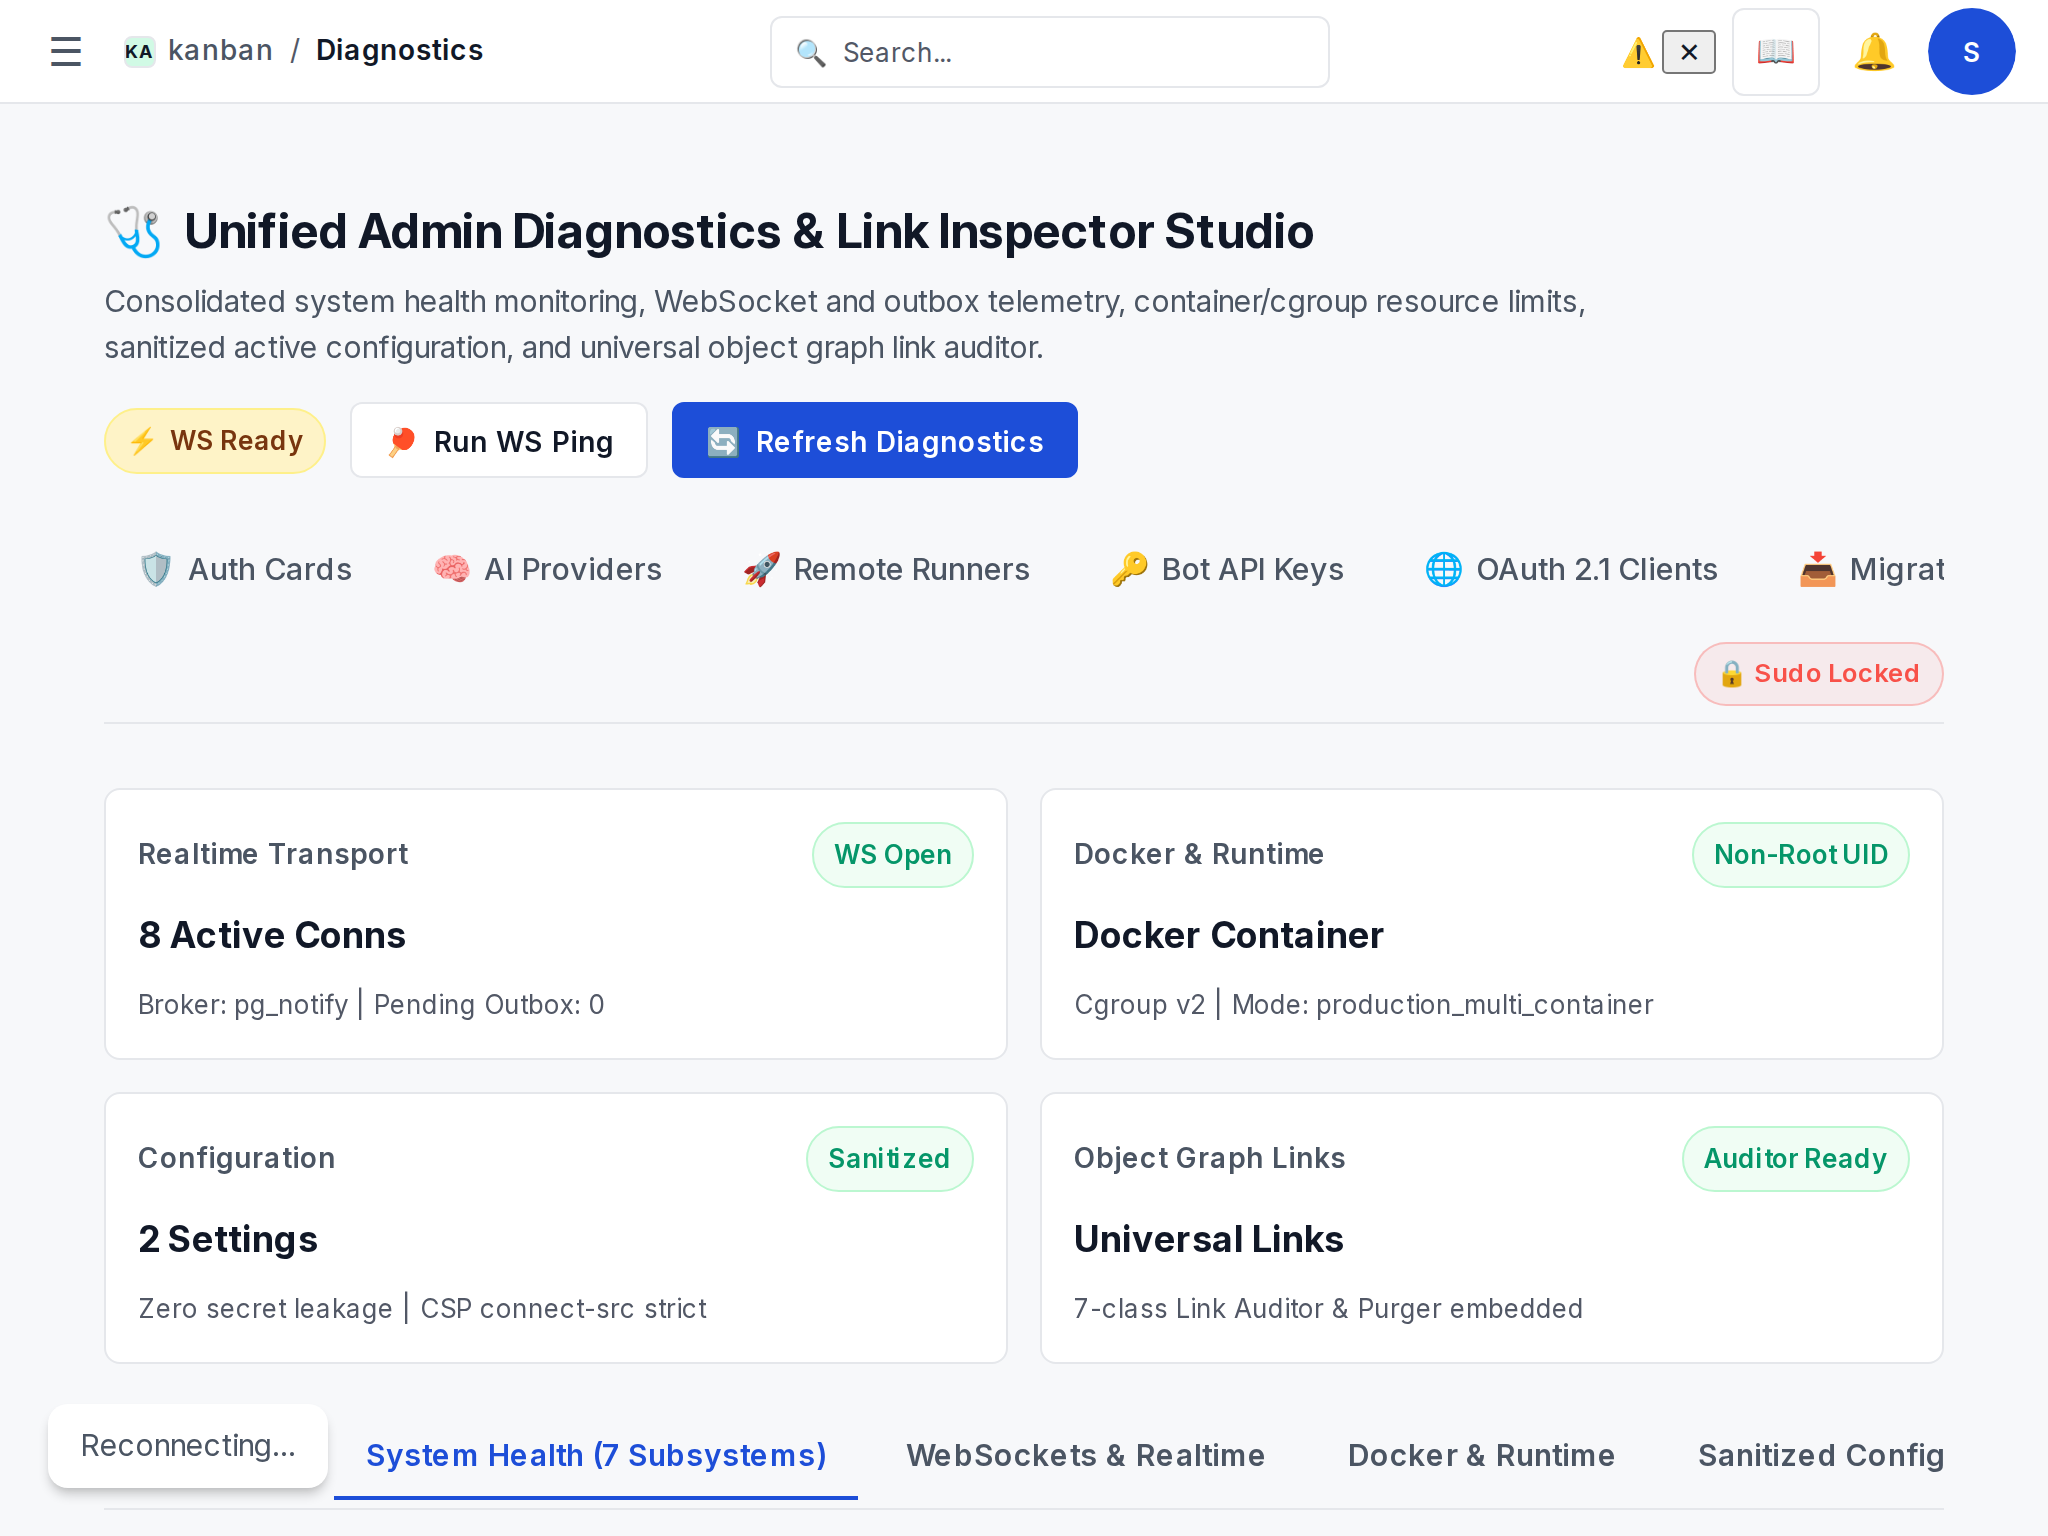 KA kanban / Diagnostics
Search...
S
Unified Admin Diagnostics & Link Inspector Studio
Consolidated system health monitoring, WebSocket and outbox telemetry, container/cgroup resource limits,
sanitized active configuration, and universal object graph link auditor.
WS Ready
Run WS Ping
Refresh Diagnostics
Auth Cards
AI Providers
Remote Runners
Bot API Keys
OAuth 2.1 Clients
Migrat
Sudo Locked
Realtime Transport
WS Open
8 Active Conns
Broker: pg_notify | Pending Outbox: 0
Docker & Runtime
Non-Root UID
Docker Container
Cgroup v2 | Mode: production_multi_container
Configuration
Sanitized
2 Settings
Zero secret leakage | CSP connect-src strict
Object Graph Links
Auditor Ready
Universal Links
7-class Link Auditor & Purger embedded
Reconnecting...
System Health (7 Subsystems)
WebSockets & Realtime
Docker & Runtime
Sanitized Config